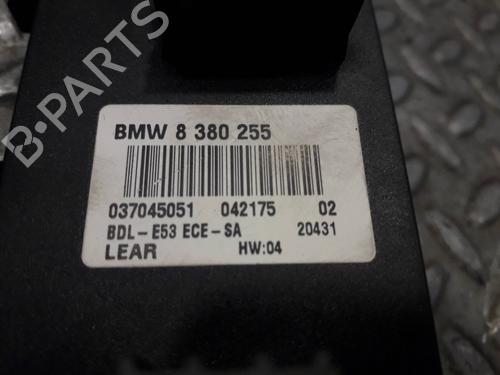 B-PARTS
BMW 8 380 255
037045051 042175 02
BDL-E53 ECE-SA 20431
LEAR HW:04